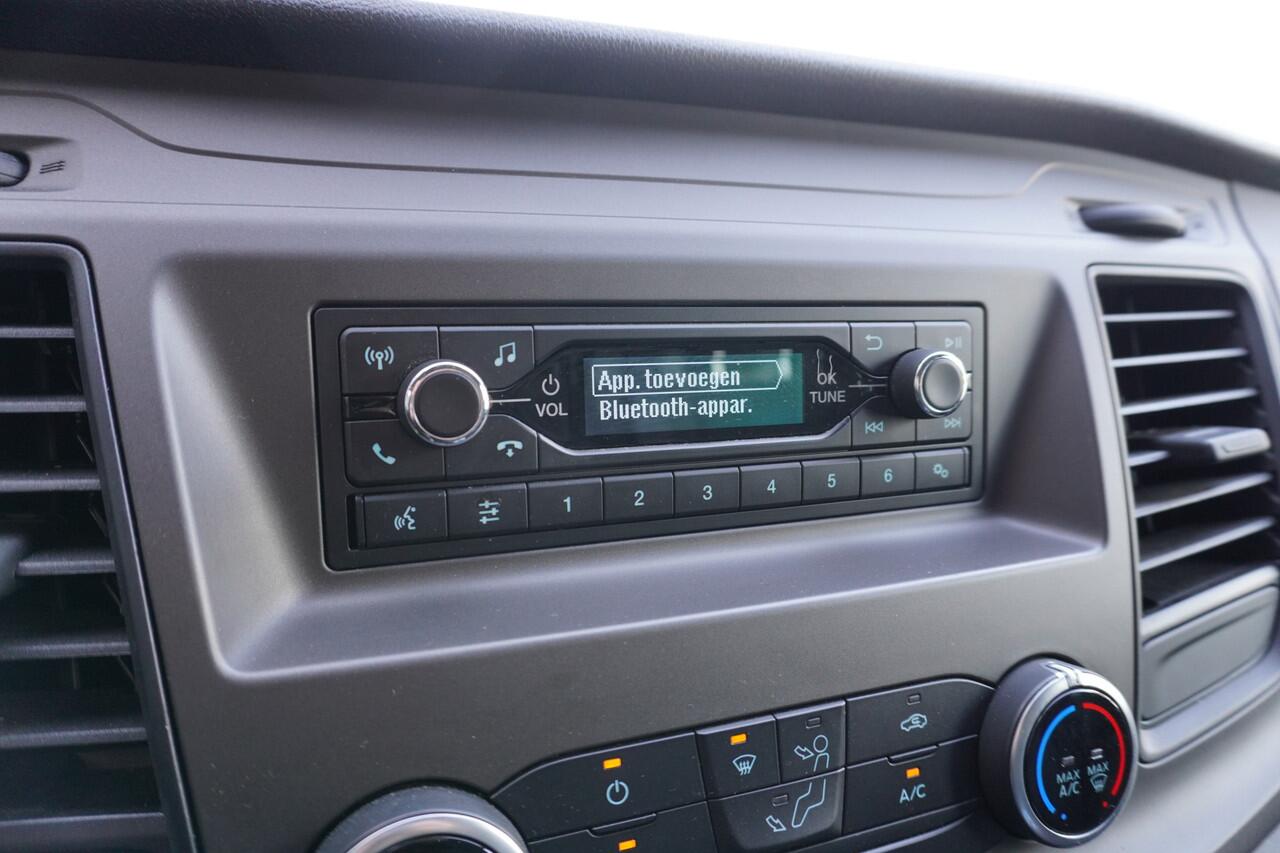 App. toevoegen
Bluetooth-appar.
VOL
OK
TUNE
1 2 3 4 5 6
A/C
MAX
A/C
MAX